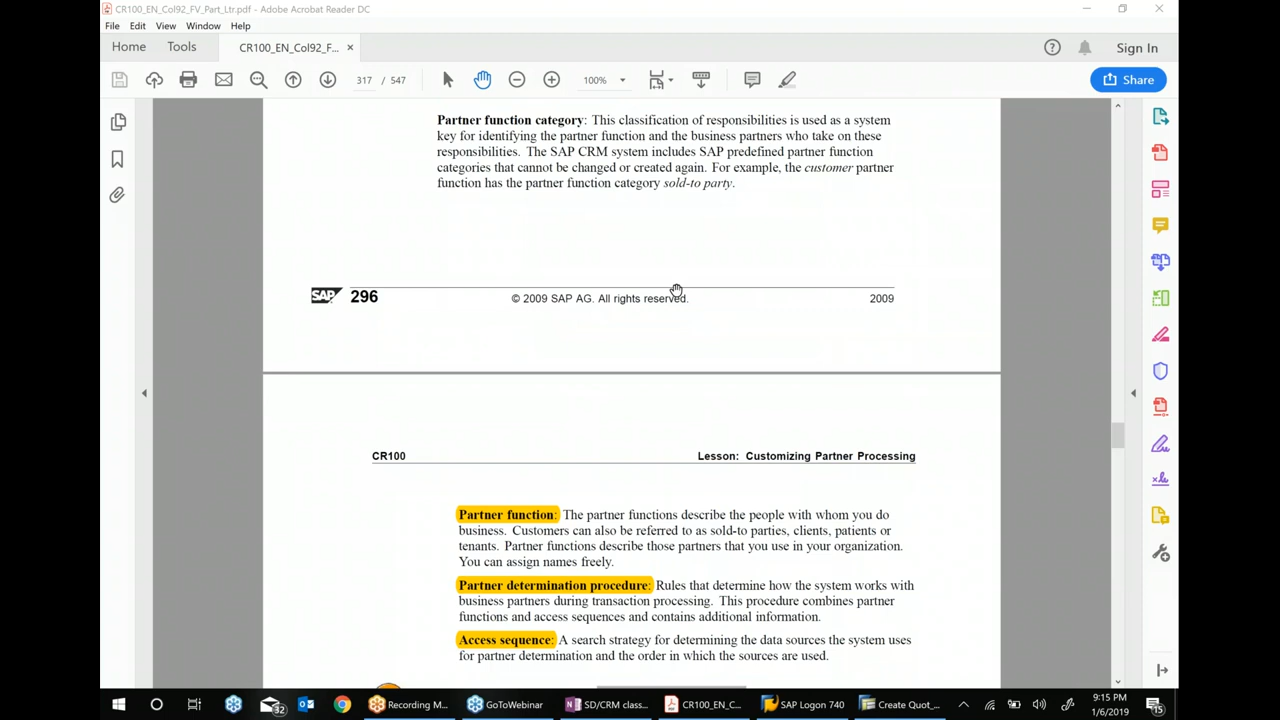 CR100_EN_Col92_FV_Part_Ltr.pdf - Adobe Acrobat Reader DC
File Edit View Window Help
Home Tools CR100_EN_Col92_F... × Sign In
317 / 547 100% Share
Partner function category: This classification of responsibilities is used as a system
key for identifying the partner function and the business partners who take on these
responsibilities. The SAP CRM system includes SAP predefined partner function
categories that cannot be changed or created again. For example, the customer partner
function has the partner function category sold-to party.
SAP 296 © 2009 SAP AG. All rights reserved. 2009
CR100 Lesson: Customizing Partner Processing
Partner function: The partner functions describe the people with whom you do
business. Customers can also be referred to as sold-to parties, clients, patients or
tenants. Partner functions describe those partners that you use in your organization.
You can assign names freely.
Partner determination procedure: Rules that determine how the system works with
business partners during transaction processing. This procedure combines partner
functions and access sequences and contains additional information.
Access sequence: A search strategy for determining the data sources the system uses
for partner determination and the order in which the sources are used.
32 Recording M... GoToWebinar SD/CRM class... CR100_EN_C... SAP Logon 740 Create Quot_... 9:15 PM
1/6/2019 15